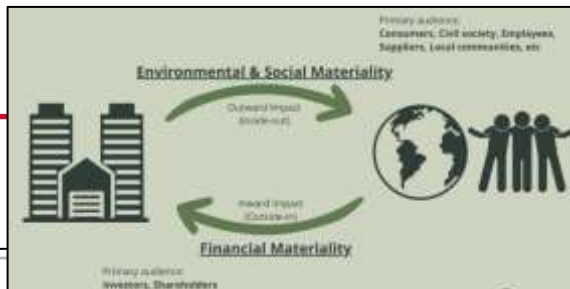 Primary audience:
Consumers, Civil society, Employees,
Suppliers, Local communities, etc
Environmental & Social Materiality
Outward Impact
(Inside-out)
Inward Impact
(Outside-in)
Financial Materiality
Primary audience:
Investors, Shareholders